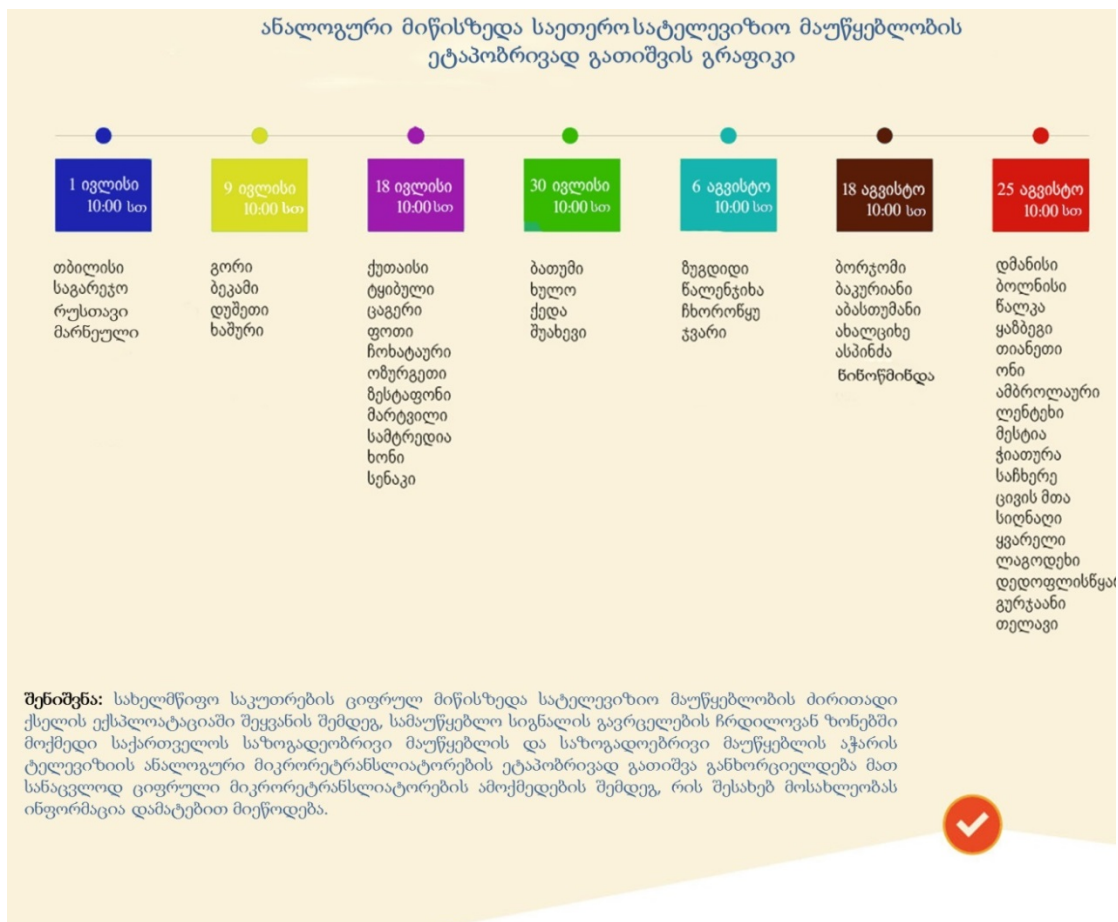 ანალოგური მიწისზედა საეთერო სატელევიზიო მაუწყებლობის
ეტაპობრივად გათიშვის გრაფიკი
1 ივლისი
10:00 სთ
თბილისი
საგარეჯო
რუსთავი
მარნეული
9 ივლისი
10:00 სთ
გორი
ბეკამი
დუშეთი
ხაშური
18 ივლისი
10:00 სთ
ქუთაისი
ტყიბული
ცაგერი
ფოთი
ჩოხატაური
ოზურგეთი
ზესტაფონი
მარტვილი
სამტრედია
ხონი
სენაკი
30 ივლისი
10:00 სთ
ბათუმი
ხულო
ქედა
შუახევი
6 აგვისტო
10:00 სთ
ზუგდიდი
წალენჯიხა
ჩხოროწყუ
ჯვარი
18 აგვისტო
10:00 სთ
ბორჯომი
ბაკურიანი
აბასთუმანი
ახალციხე
ასპინძა
ნინოწმინდა
25 აგვისტო
10:00 სთ
დმანისი
ბოლნისი
წალკა
ყაზბეგი
თიანეთი
ონი
ამბროლაური
ლენტეხი
მესტია
ჭიათურა
საჩხერე
ცივის მთა
სიღნაღი
ყვარელი
ლაგოდეხი
დედოფლისწყარ
გურჯაანი
თელავი
შენიშვნა: სახელმწიფო საკუთრების ციფრულ მიწისზედა სატელევიზიო მაუწყებლობის ძირითადი
ქსელის ექსპლოატაციაში შეყვანის შემდეგ, სამაუწყებლო სიგნალის გავრცელების ჩრდილოვან ზონებში
მოქმედი საქართველოს საზოგადეობრივი მაუწყებლის და საზოგადოებრივი მაუწყებლის აჭარის
ტელევიზიის ანალოგური მიკრორეტრანსლიატორების ეტაპობრივად გათიშვა განხორციელდება მათ
სანაცვლოდ ციფრული მიკრორეტრანსლიატორების ამოქმედების შემდეგ, რის შესახებ მოსახლეობას
ინფორმაცია დამატებით მიეწოდება.